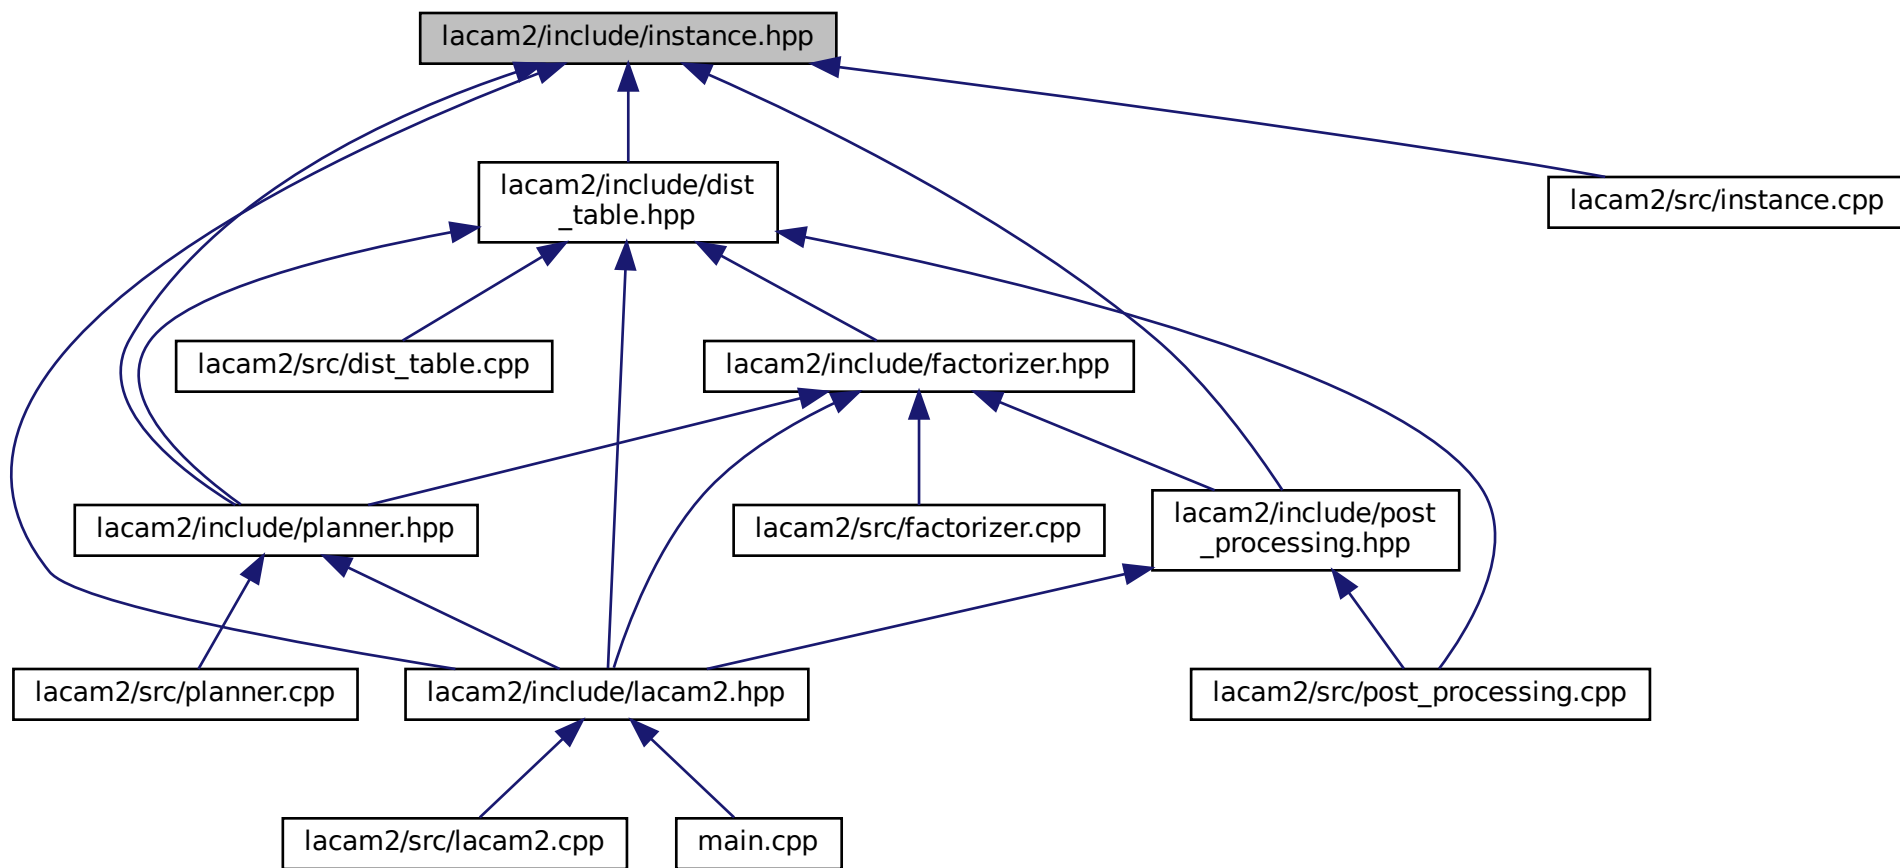 lacam2/include/instance.hpp
lacam2/include/dist
_table.hpp
lacam2/src/instance.cpp
lacam2/src/dist_table.cpp
lacam2/include/factorizer.hpp
lacam2/include/planner.hpp
lacam2/src/factorizer.cpp
lacam2/include/post
_processing.hpp
lacam2/src/planner.cpp
lacam2/include/lacam2.hpp
lacam2/src/post_processing.cpp
lacam2/src/lacam2.cpp
main.cpp